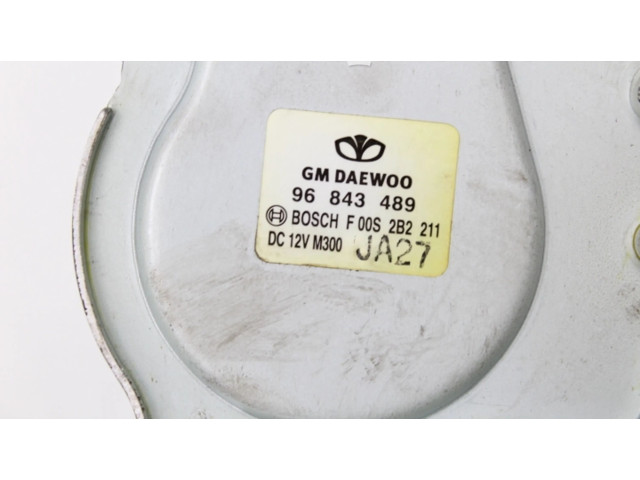 GM DAEWOO
96 843 489
BOSCH F 00S 2B2 211
DC 12V M300 JA27